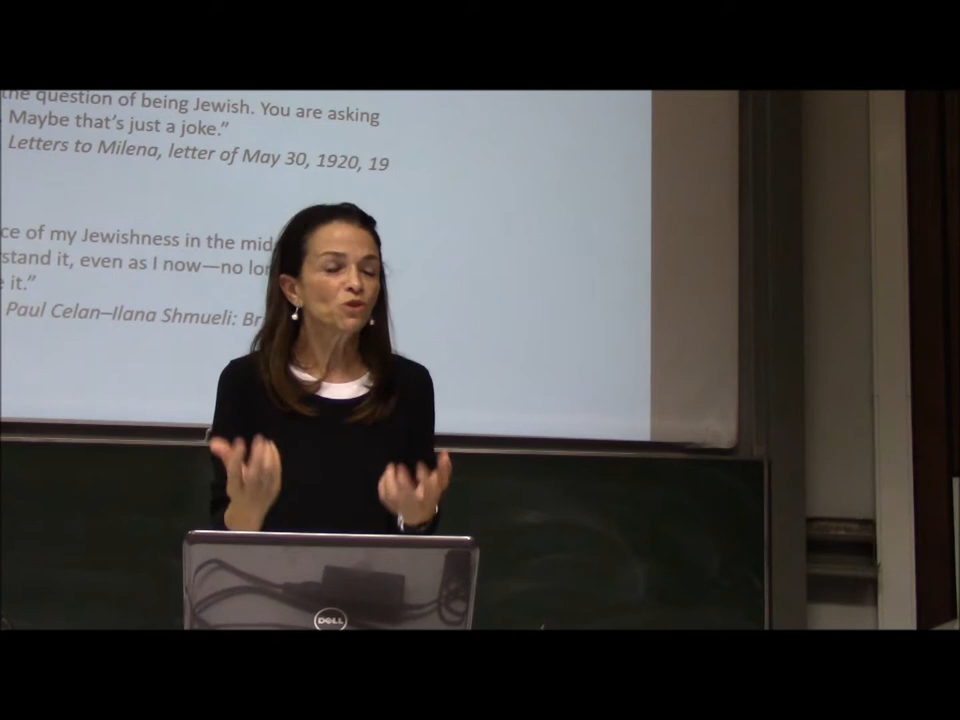 the question of being Jewish. You are asking
Maybe that's just a joke."
Letters to Milena, letter of May 30, 1920, 19
ce of my Jewishness in the mid
stand it, even as I now—no lon
it."
Paul Celan–Ilana Shmueli: Br
DELL